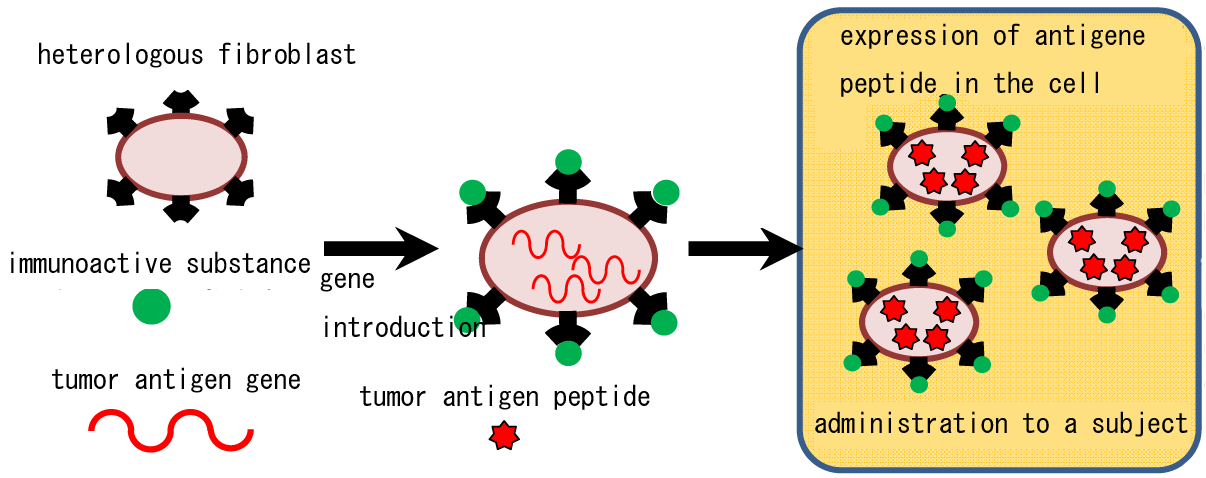 heterologous fibroblast
immunoactive substance
tumor antigen gene
gene
introduction
tumor antigen peptide
expression of antigene
peptide in the cell
administration to a subject